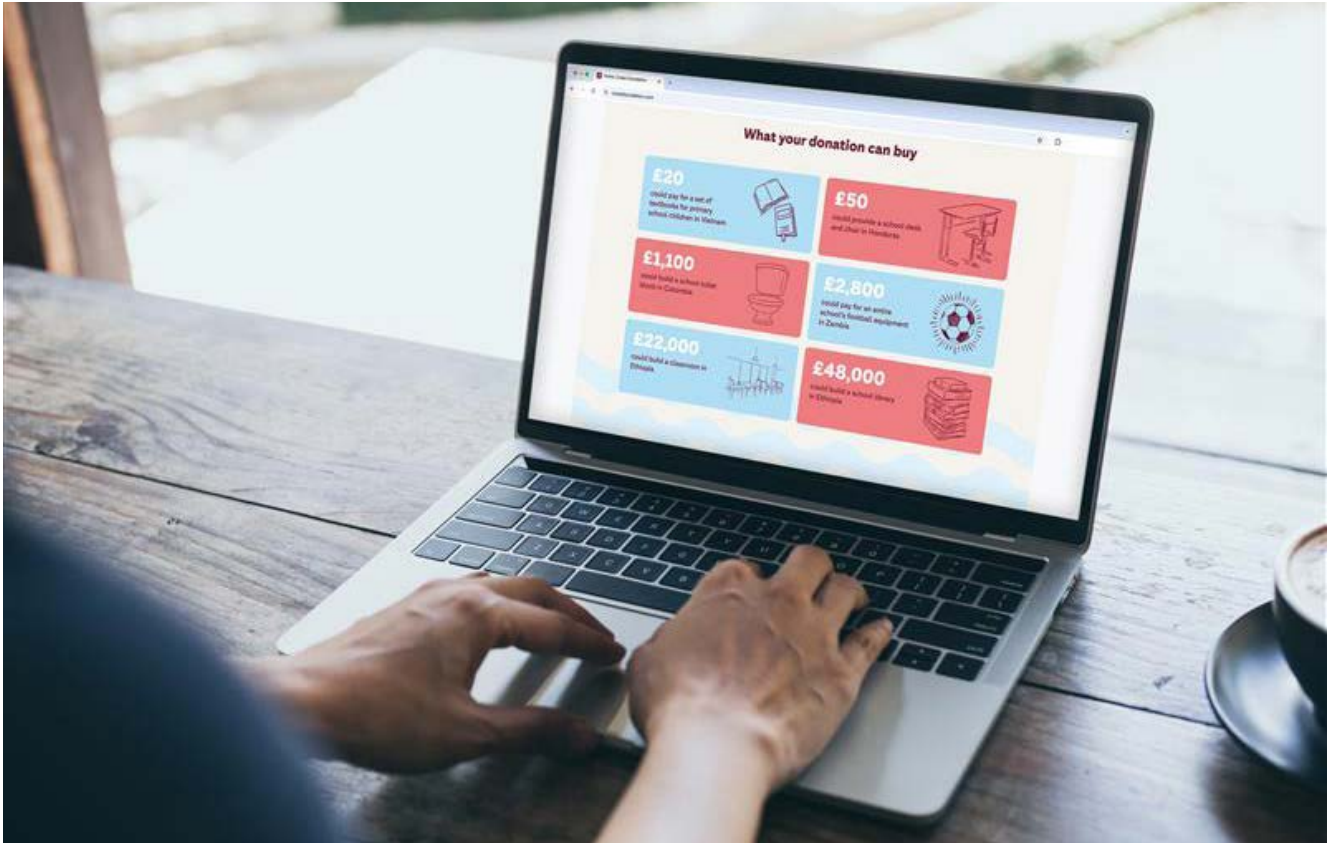 What your donation can buy
£20
could pay for a set of
textbooks for primary
school children in Vietnam
£50
could provide a school desk
and chair in Honduras
£1,100
could build a school toilet
block in Colombia
£2,800
could pay for an entire
school's football equipment
in Zambia
£22,000
could build a classroom in
Ethiopia
£48,000
could build a school library
in Ethiopia